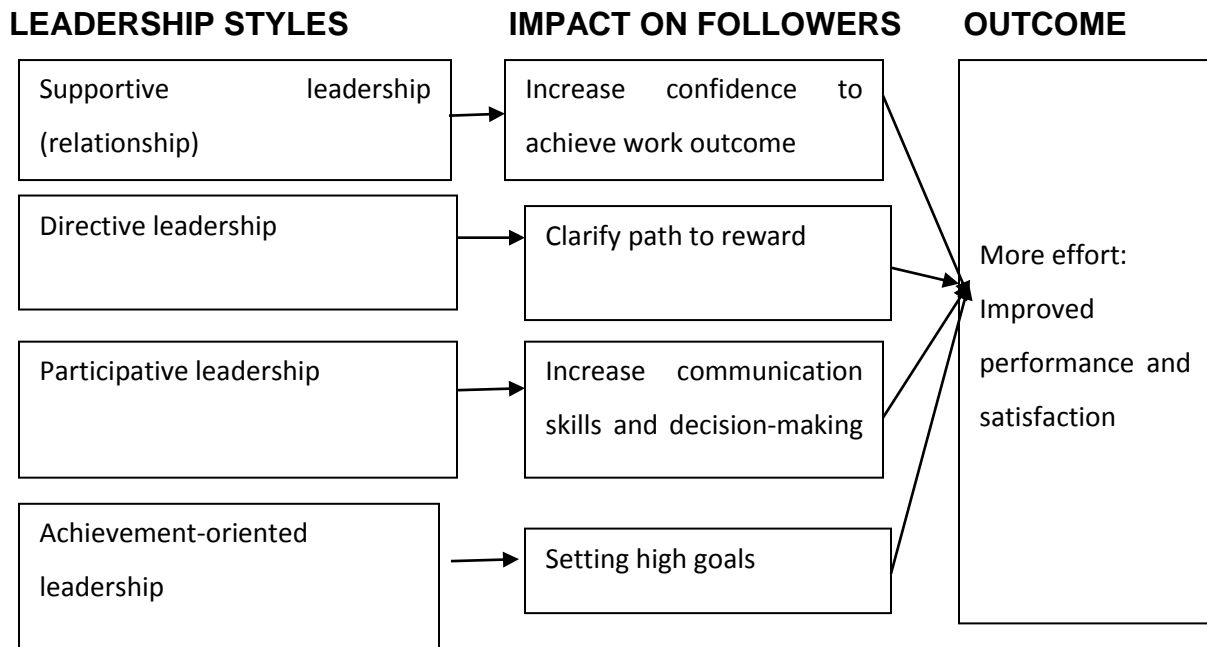 LEADERSHIP STYLES IMPACT ON FOLLOWERS OUTCOME
Supportive leadership
(relationship)
Increase confidence to
achieve work outcome
Directive leadership
Clarify path to reward
Participative leadership
Increase communication
skills and decision-making
Achievement-oriented
leadership
Setting high goals
More effort:
Improved
performance and
satisfaction